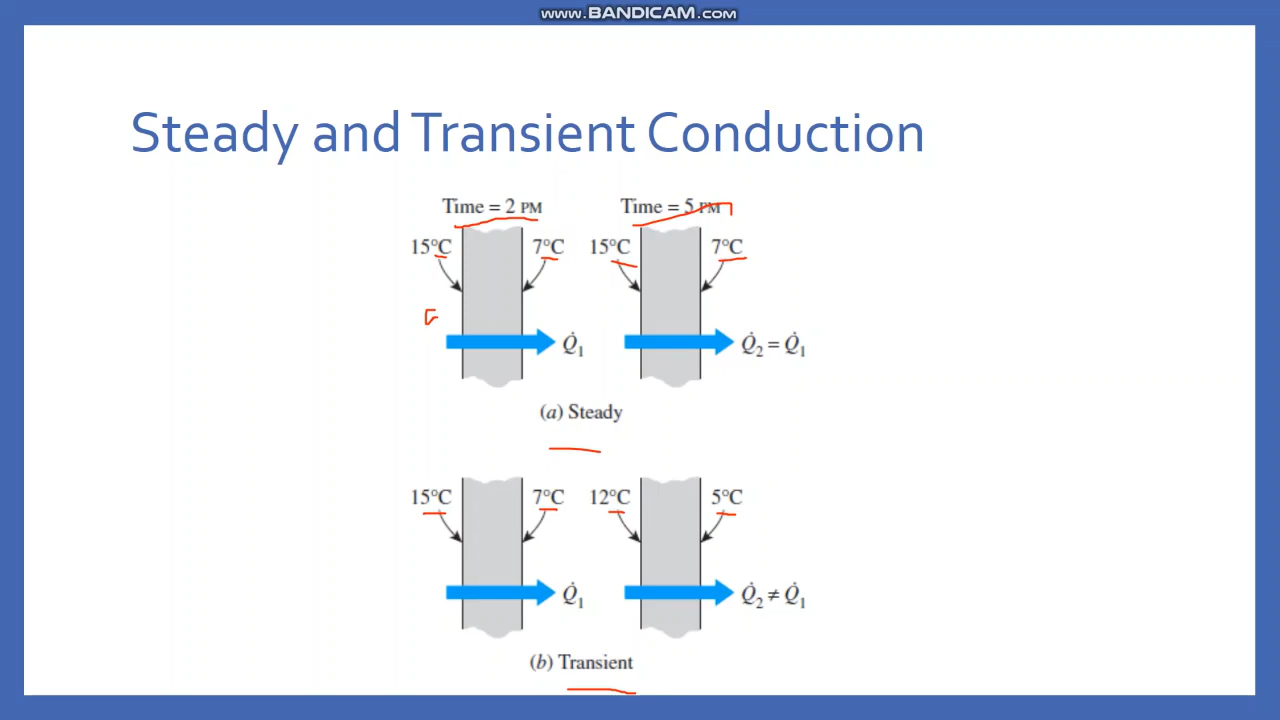 www.BANDICAM.com
Steady and Transient Conduction
Time = 2 PM Time = 5 PM
15°C 7°C 15°C 7°C
Q̇1 Q̇2 = Q̇1
(a) Steady
15°C 7°C 12°C 5°C
Q̇1 Q̇2 ≠ Q̇1
(b) Transient